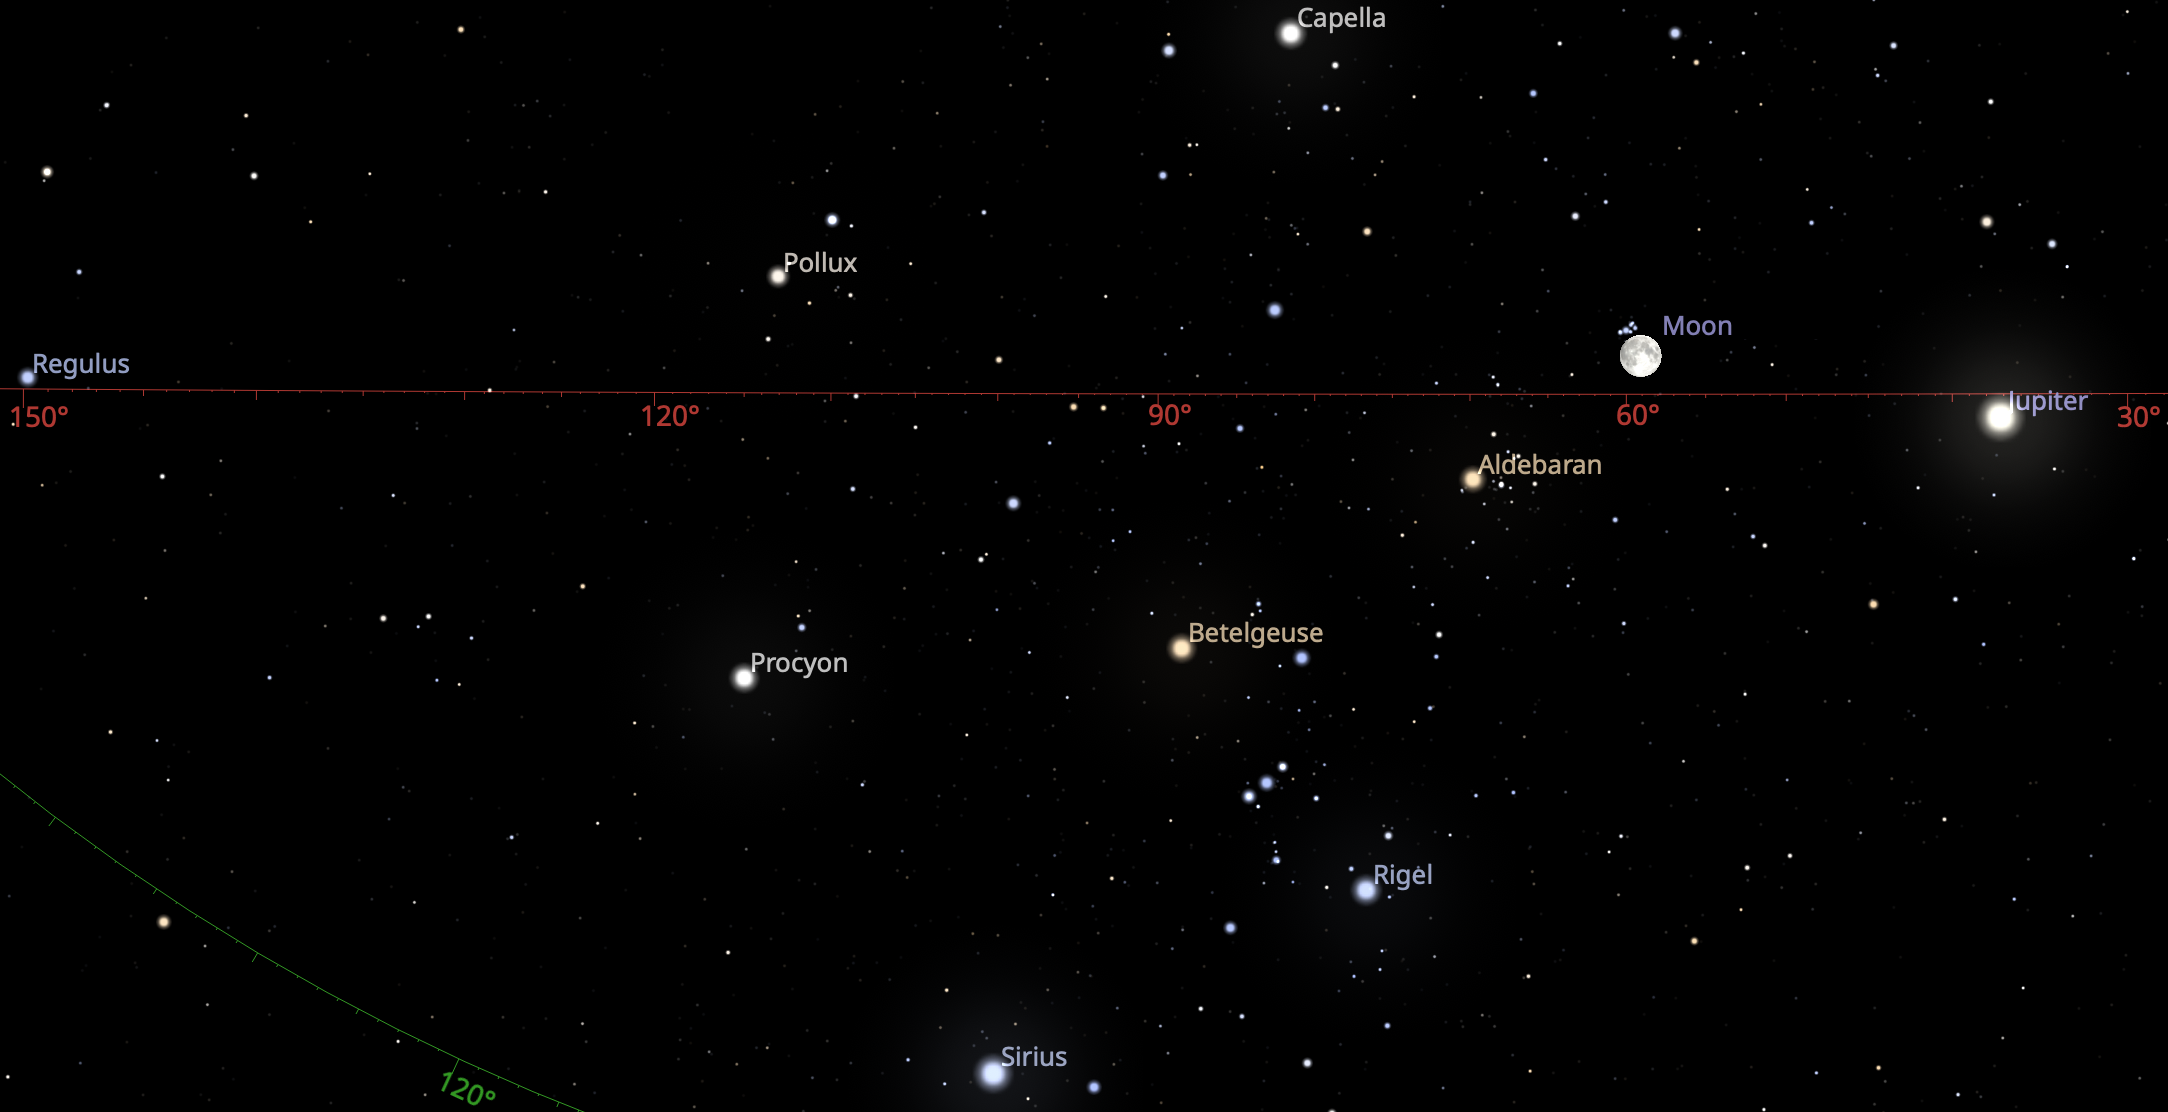 Capella
Pollux
Moon
Regulus
Jupiter
150°
120°
90°
60°
30°
Aldebaran
Betelgeuse
Procyon
Rigel
Sirius
120°